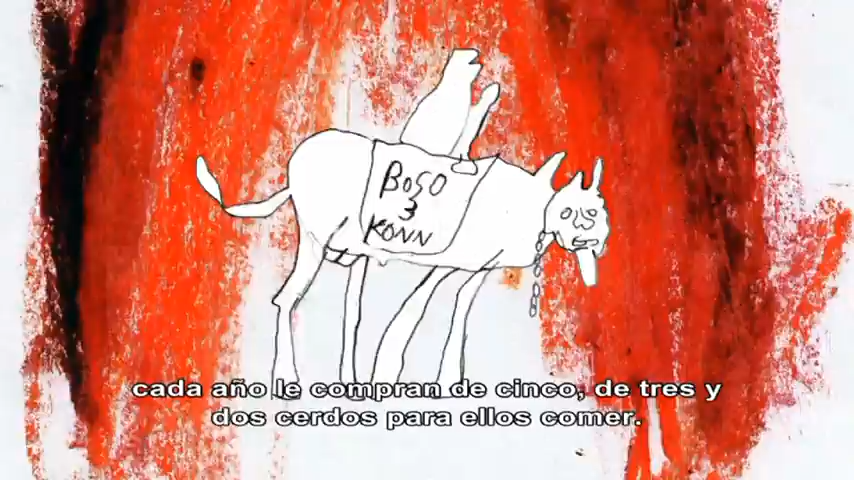 BOSO
3
KONN
cada año le compran de cinco, de tres y
dos cerdos para ellos comer.